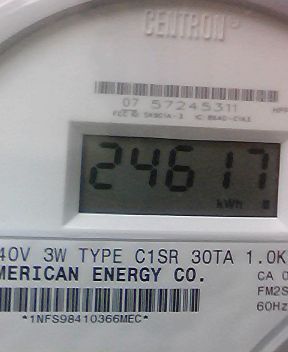 CENTRON®
07 57245311
24617
kWh
40V 3W TYPE C1SR 30TA 1.0K
MERICAN ENERGY CO.
CA 0
FM2S
60Hz
*1NFS98410366MEC*